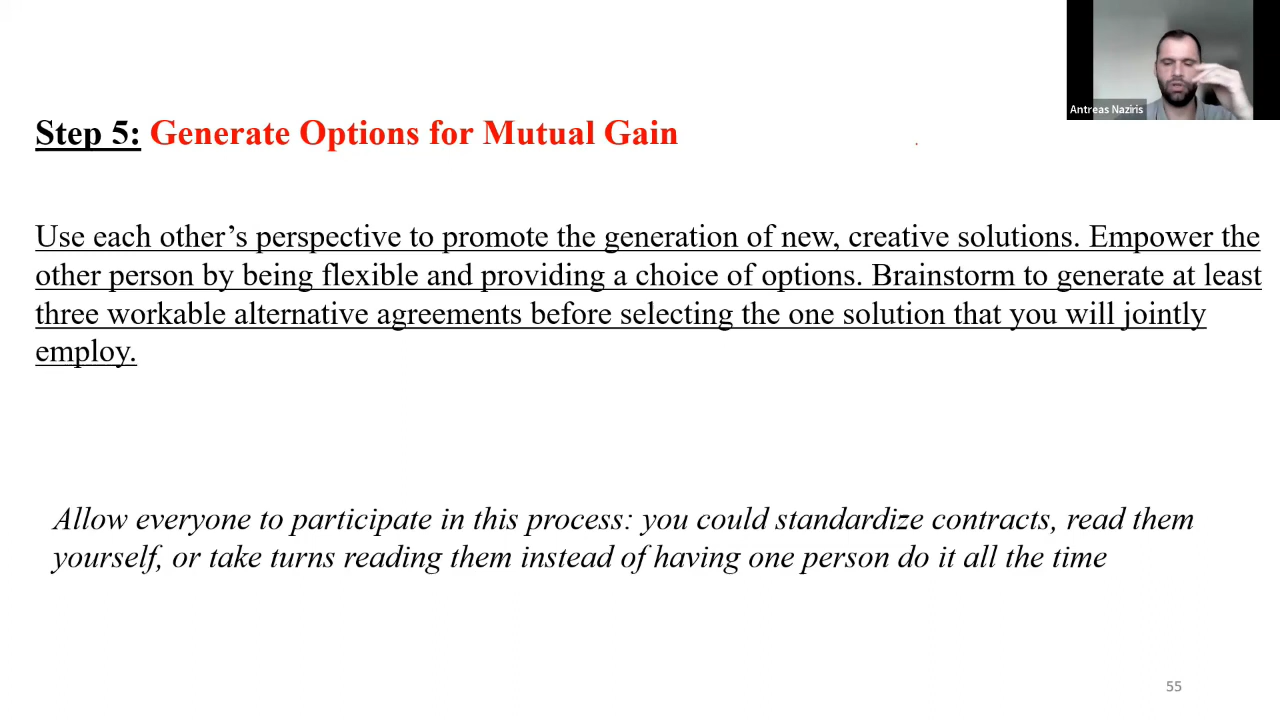 Antreas Naziris
Step 5: Generate Options for Mutual Gain
Use each other’s perspective to promote the generation of new, creative solutions. Empower the
other person by being flexible and providing a choice of options. Brainstorm to generate at least
three workable alternative agreements before selecting the one solution that you will jointly
employ.
Allow everyone to participate in this process: you could standardize contracts, read them
yourself, or take turns reading them instead of having one person do it all the time
55